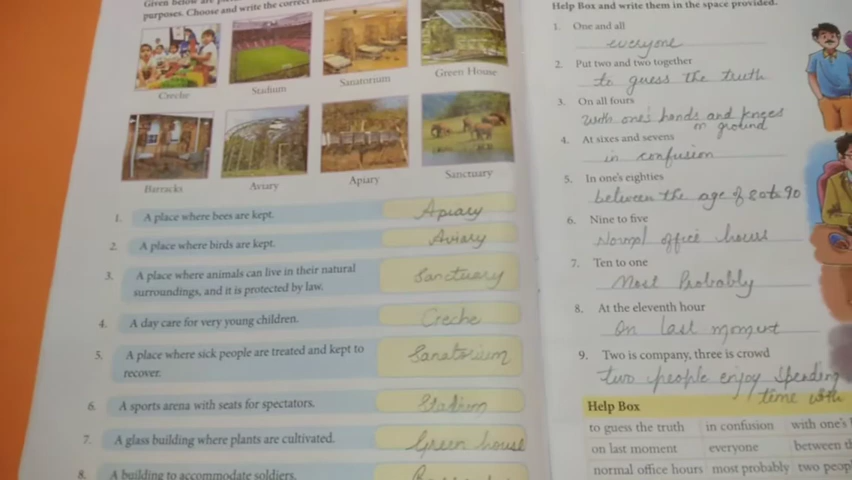 Given below are
purposes. Choose and write the correct
Creche
Stadium
Sanatorium
Green House
Barracks
Aviary
Apiary
Sanctuary
1. A place where bees are kept. Apiary
2. A place where birds are kept. Aviary
3. A place where animals can live in their natural
surroundings, and it is protected by law. Sanctuary
4. A day care for very young children. Creche
5. A place where sick people are treated and kept to
recover. Sanatorium
6. A sports arena with seats for spectators. Stadium
7. A glass building where plants are cultivated. Green house
8. A building to accommodate soldiers.
Help Box and write them in the space provided.
1. One and all
everyone
2. Put two and two together
to guess the truth
3. On all fours
with one's hands and knees
on ground
4. At sixes and sevens
in confusion
5. In one's eighties
between the age of 80 to 90
6. Nine to five
Normal office hours
7. Ten to one
Most Probably
8. At the eleventh hour
On last moment
9. Two is company, three is crowd
two people enjoy spending
time with
Help Box
to guess the truth in confusion with one's
on last moment everyone between
normal office hours most probably two